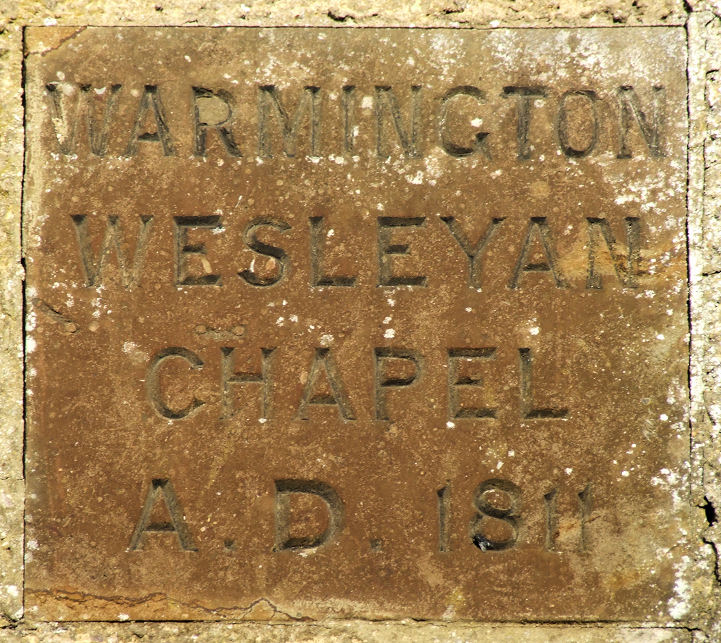 WARMINGTON
WESLEYAN
CHAPEL
A.D. 1811